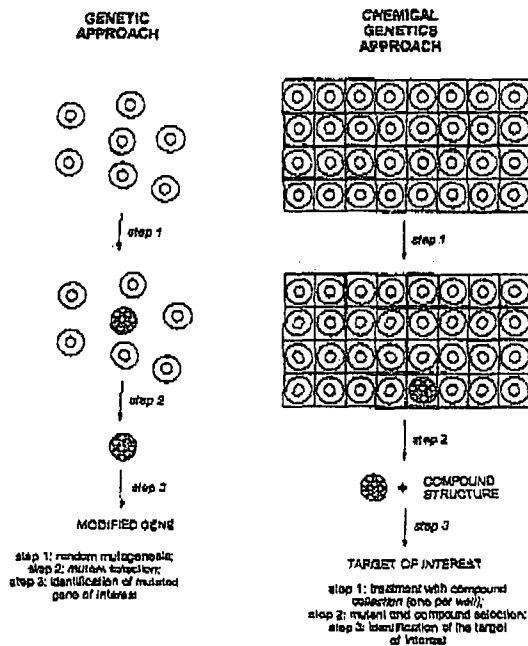 GENETIC
APPROACH
step 1
step 2
step 3
MODIFIED GENE
step 1: random mutagenesis;
step 2: mutant selection;
step 3: identification of mutated
gene of interest
CHEMICAL
GENETICS
APPROACH
step 1
step 2
COMPOUND
STRUCTURE
step 3
TARGET OF INTEREST
step 1: treatment with compound
collection (one per well);
step 2: mutant and compound selection;
step 3: identification of the target
of interest